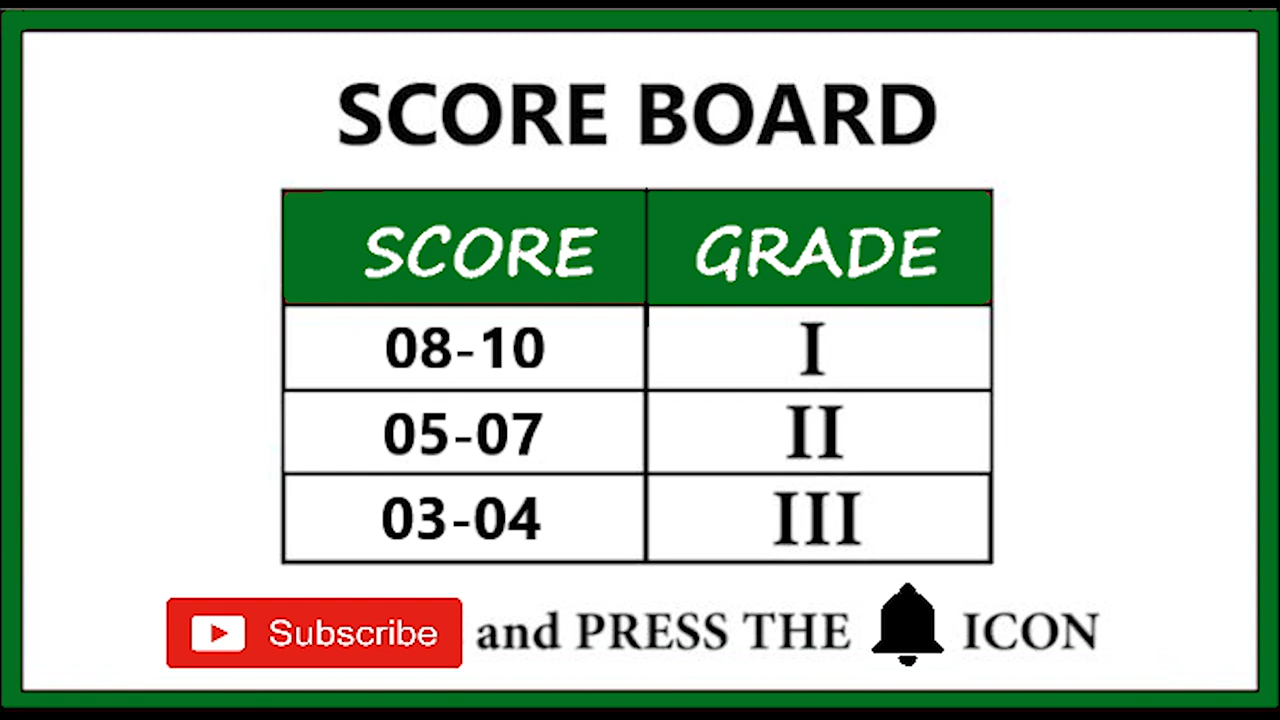 SCORE BOARD
SCORE GRADE
08-10 I
05-07 II
03-04 III
Subscribe and PRESS THE ICON